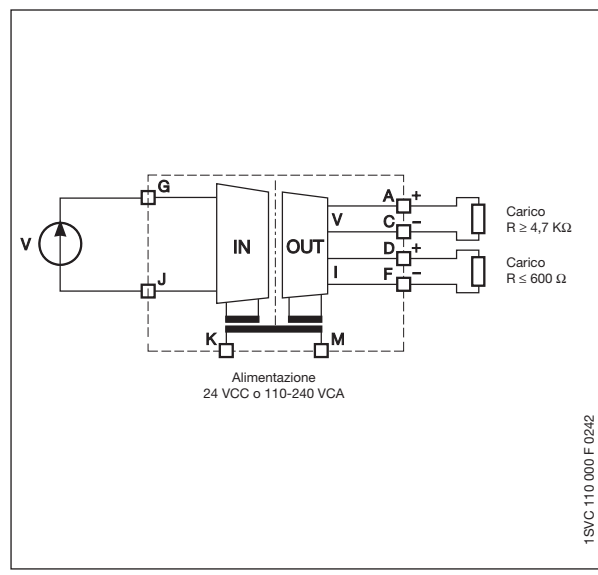 G
A +
V
C −
Carico
R ≥ 4,7 KΩ
V
IN
OUT
D +
I
Carico
R ≤ 600 Ω
J
F −
K
M
Alimentazione
24 VCC o 110-240 VCA
1SVC 110 000 F 0242